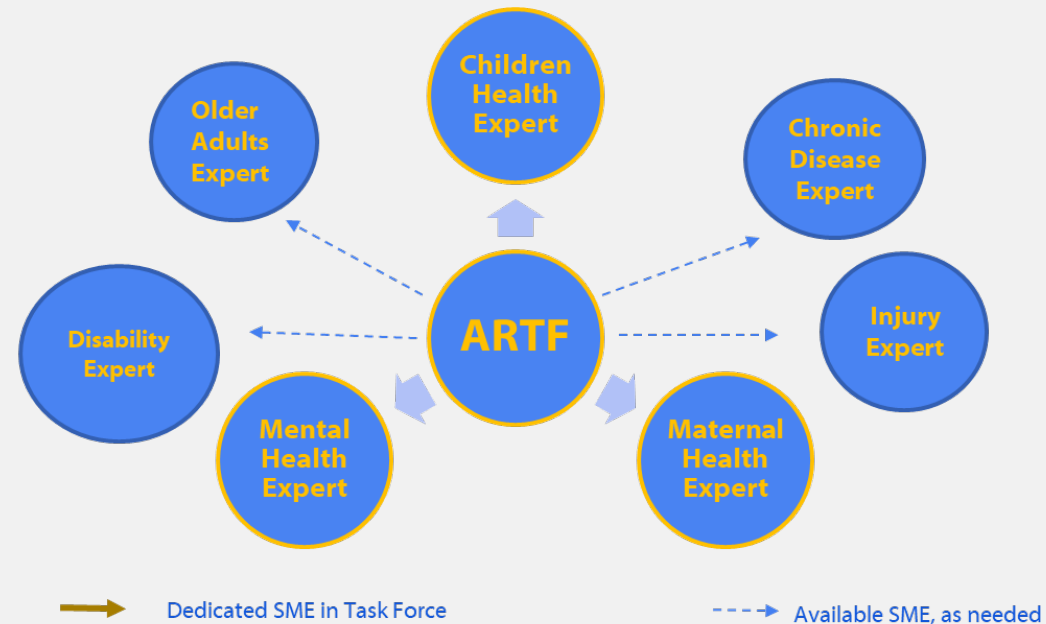 Children
Health
Expert
Older
Adults
Expert
Chronic
Disease
Expert
Disability
Expert
ARTF
Injury
Expert
Mental
Health
Expert
Maternal
Health
Expert
Dedicated SME in Task Force
Available SME, as needed